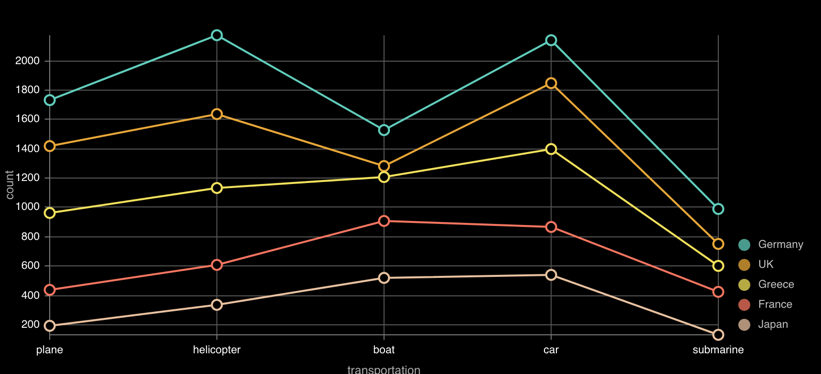 2000
1800
1600
1400
1200
1000
800
600
400
200
count
plane helicopter boat car submarine
transportation
Germany
UK
Greece
France
Japan